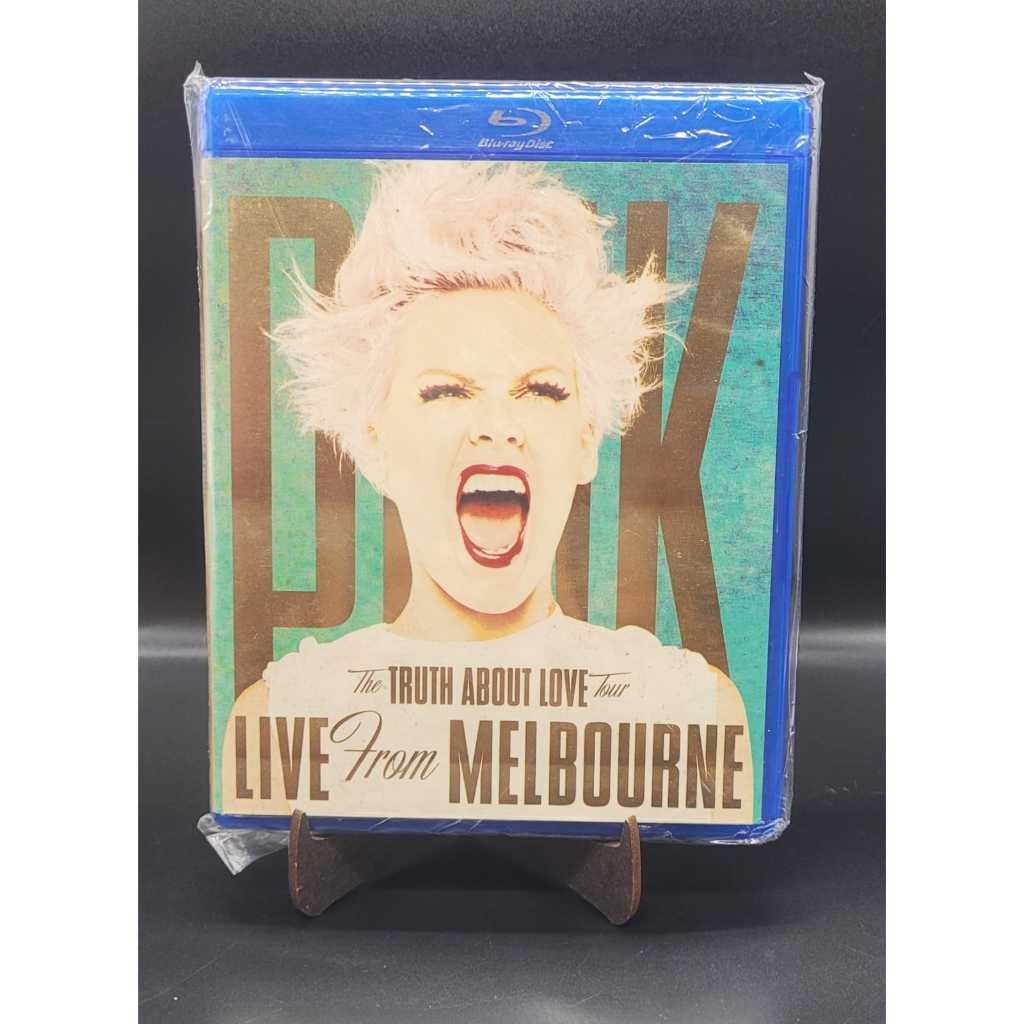 Blu-ray Disc
P!NK
The TRUTH ABOUT LOVE Tour
LIVE From MELBOURNE